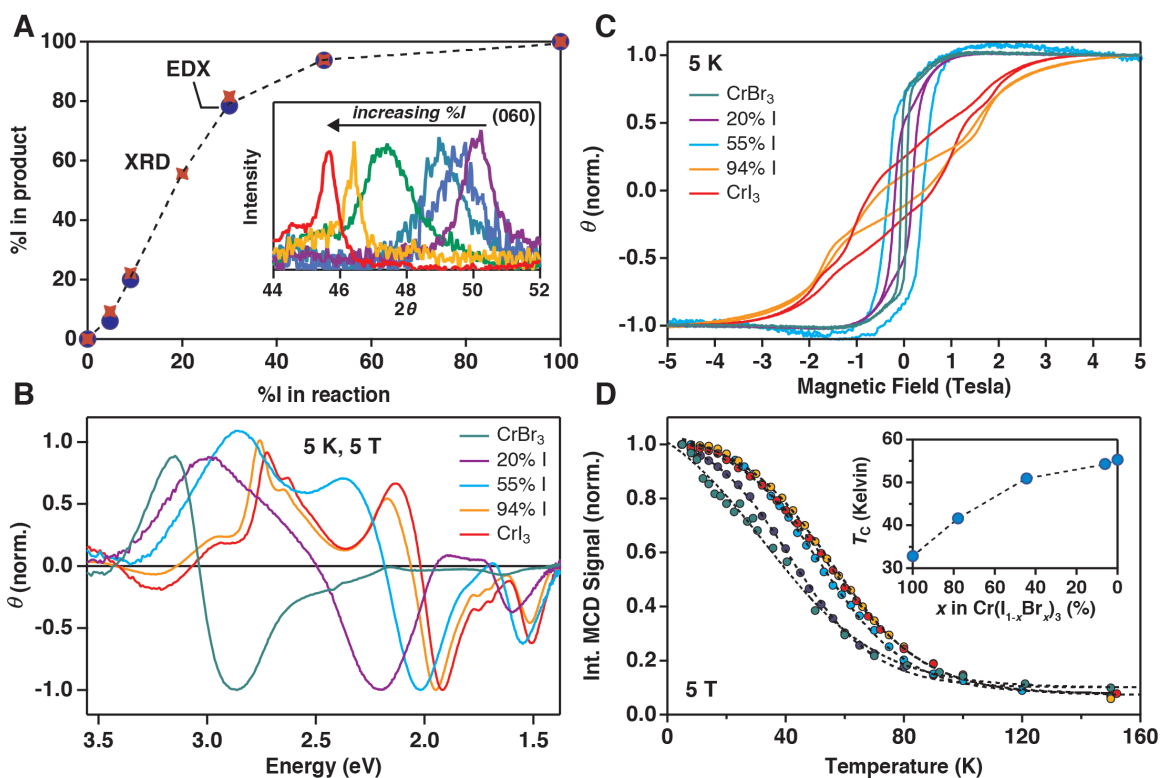 A
100
80
60
40
20
0
%I in product
0
20
40
60
80
100
%I in reaction
EDX
XRD
increasing %I
(060)
Intensity
44
46
48
50
52
2θ
B
1.0
0.5
0.0
-0.5
-1.0
θ (norm.)
3.5
3.0
2.5
2.0
1.5
Energy (eV)
5 K, 5 T
CrBr3
20% I
55% I
94% I
CrI3
C
1.0
0.5
0.0
-0.5
-1.0
θ (norm.)
-5
-4
-3
-2
-1
0
1
2
3
4
5
Magnetic Field (Tesla)
5 K
CrBr3
20% I
55% I
94% I
CrI3
D
1.0
0.8
0.6
0.4
0.2
0.0
Int. MCD Signal (norm.)
0
40
80
120
160
Temperature (K)
5 T
60
50
40
30
TC (Kelvin)
100
80
60
40
20
0
x in Cr(I1-xBrx)3 (%)